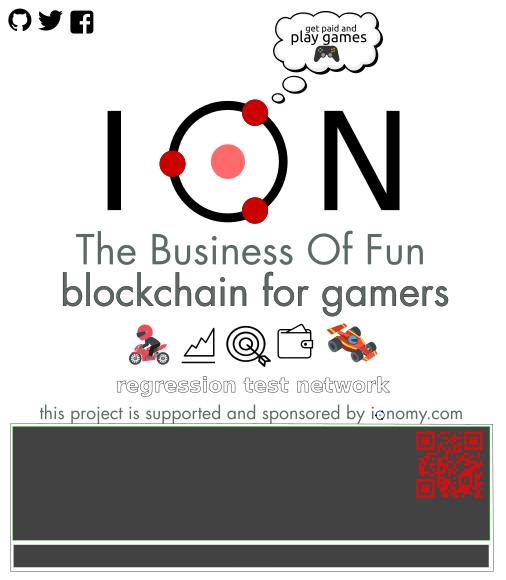 get paid and
play games
ION
The Business Of Fun
blockchain for gamers
regression test network
this project is supported and sponsored by ionomy.com